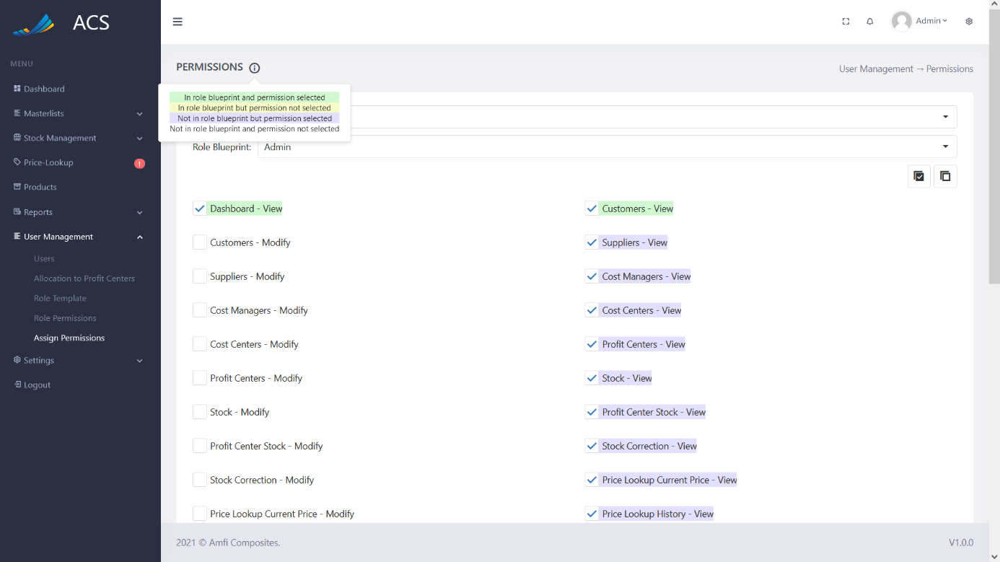 ACS
Admin
MENU
Dashboard
Masterlists
Stock Management
Price-Lookup
1
Products
Reports
User Management
Users
Allocation to Profit Centers
Role Template
Role Permissions
Assign Permissions
Settings
Logout
PERMISSIONS
User Management → Permissions
In role blueprint and permission selected
In role blueprint but permission not selected
Not in role blueprint but permission selected
Not in role blueprint and permission not selected
Role Blueprint: Admin
Dashboard - View
Customers - View
Customers - Modify
Suppliers - View
Suppliers - Modify
Cost Managers - View
Cost Managers - Modify
Cost Centers - View
Cost Centers - Modify
Profit Centers - View
Profit Centers - Modify
Stock - View
Stock - Modify
Profit Center Stock - View
Profit Center Stock - Modify
Stock Correction - View
Stock Correction - Modify
Price Lookup Current Price - View
Price Lookup Current Price - Modify
Price Lookup History - View
2021 © Amfi Composites.
V1.0.0